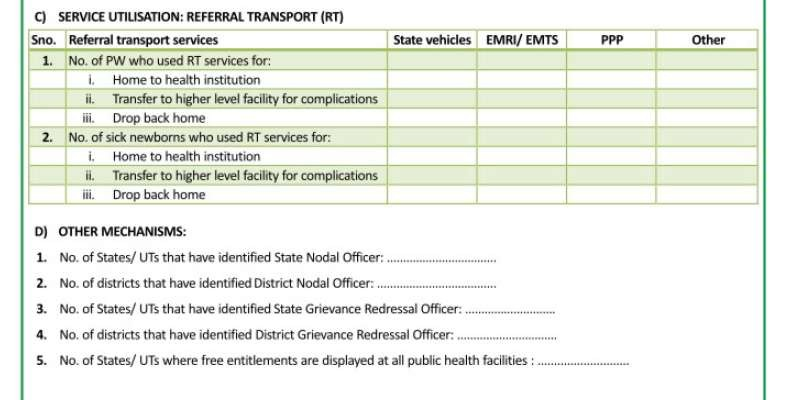 C) SERVICE UTILISATION: REFERRAL TRANSPORT (RT)
Sno. Referral transport services State vehicles EMRI/ EMTS PPP Other
1. No. of PW who used RT services for:
i. Home to health institution
ii. Transfer to higher level facility for complications
iii. Drop back home
2. No. of sick newborns who used RT services for:
i. Home to health institution
ii. Transfer to higher level facility for complications
iii. Drop back home
D) OTHER MECHANISMS:
1. No. of States/ UTs that have identified State Nodal Officer: ..................................
2. No. of districts that have identified District Nodal Officer: .....................................
3. No. of States/ UTs that have identified State Grievance Redressal Officer: ............................
4. No. of districts that have identified District Grievance Redressal Officer: ...............................
5. No. of States/ UTs where free entitlements are displayed at all public health facilities : ............................